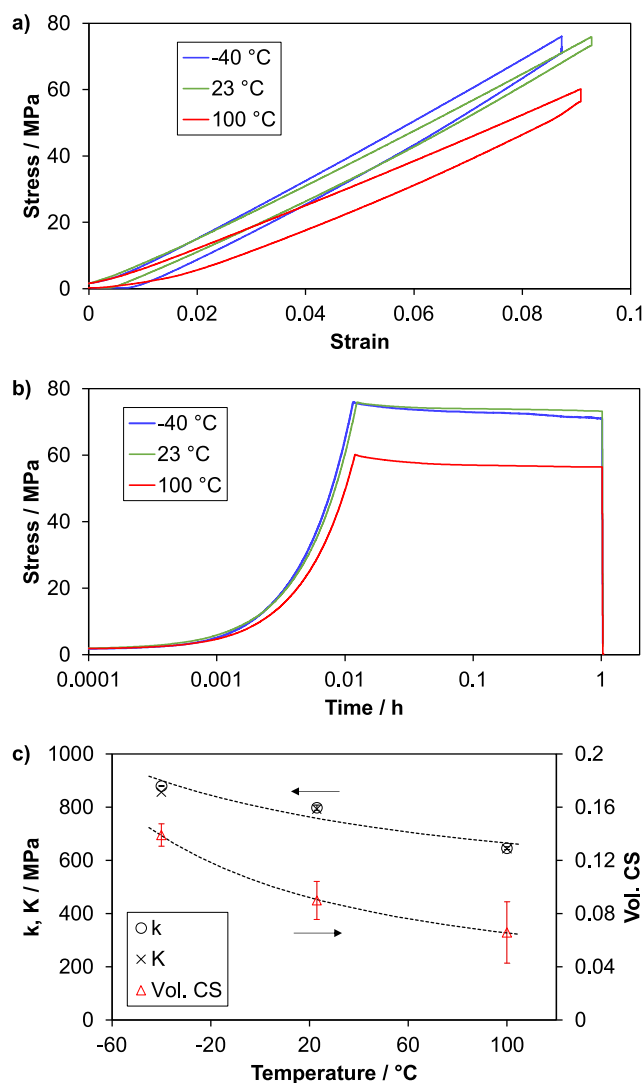 a)
80
60
40
20
0
Stress / MPa
-40 °C
23 °C
100 °C
0
0.02
0.04
0.06
0.08
0.1
Strain
b)
80
60
40
20
0
Stress / MPa
-40 °C
23 °C
100 °C
0.0001
0.001
0.01
0.1
1
Time / h
c)
1000
800
600
400
200
0
k, K / MPa
k
K
Vol. CS
0.2
0.16
0.12
0.08
0.04
0
Vol. CS
-60
-20
20
60
100
Temperature / °C